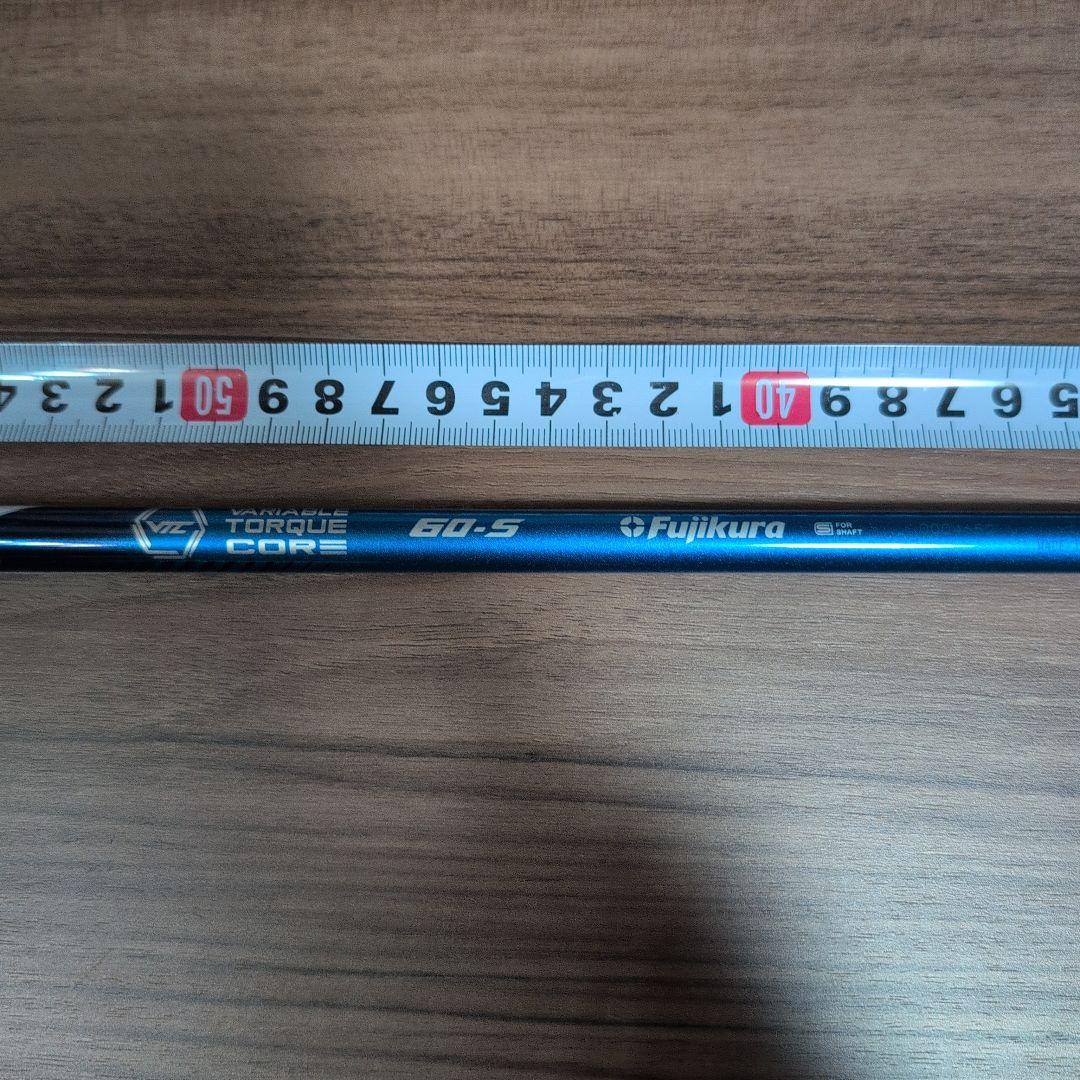 4 3 2 1 50 9 8 7 6 5 4 3 2 1 40 9 8 7 6 5
VTC
VARIABLE
TORQUE
CORE
60-S
Fujikura
FOR
SHAFT